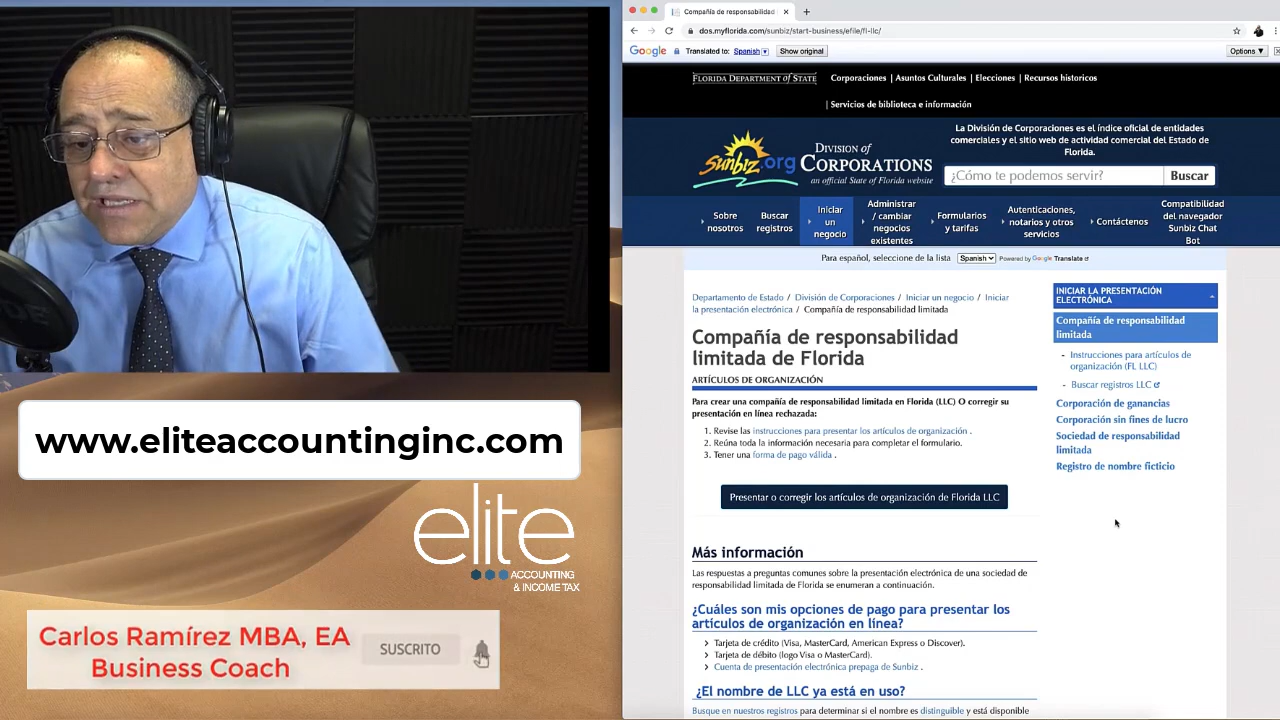 www.eliteaccountinginc.com
elite
ACCOUNTING
& INCOME TAX
Carlos Ramírez MBA, EA
Business Coach
SUSCRITO
Compañía de responsabilidad
dos.myflorida.com/sunbiz/start-business/efile/fl-llc/
Google Translated to: Spanish Show original Options ▼
FLORIDA DEPARTMENT OF STATE Corporaciones | Asuntos Culturales | Elecciones | Recursos historicos
| Servicios de biblioteca e información
La División de Corporaciones es el índice oficial de entidades
comerciales y el sitio web de actividad comercial del Estado de
Florida.
Sunbiz.org
DIVISION of
CORPORATIONS
an official State of Florida website
¿Cómo te podemos servir? Buscar
Sobre
nosotros
Buscar
registros
Iniciar
un
negocio
Administrar
/ cambiar
negocios
existentes
Formularios
y tarifas
Autenticaciones,
notarios y otros
servicios
Contáctenos
Compatibilidad
del navegador
Sunbiz Chat
Bot
Para español, seleccione de la lista Spanish Powered by Google Translate
Departamento de Estado / División de Corporaciones / Iniciar un negocio / Iniciar
la presentación electrónica / Compañía de responsabilidad limitada
Compañía de responsabilidad
limitada de Florida
ARTÍCULOS DE ORGANIZACIÓN
Para crear una compañía de responsabilidad limitada en Florida (LLC) O corregir su
presentación en línea rechazada:
1. Revise las instrucciones para presentar los artículos de organización .
2. Reúna toda la información necesaria para completar el formulario.
3. Tener una forma de pago válida .
Presentar o corregir los artículos de organización de Florida LLC
Más información
Las respuestas a preguntas comunes sobre la presentación electrónica de una sociedad de
responsabilidad limitada de Florida se enumeran a continuación.
¿Cuáles son mis opciones de pago para presentar los
artículos de organización en línea?
Tarjeta de crédito (Visa, MasterCard, American Express o Discover).
Tarjeta de débito (logo Visa o MasterCard).
Cuenta de presentación electrónica prepaga de Sunbiz .
¿El nombre de LLC ya está en uso?
Busque en nuestros registros para determinar si el nombre es distinguible y está disponible
INICIAR LA PRESENTACIÓN
ELECTRÓNICA
Compañía de responsabilidad
limitada
- Instrucciones para artículos de
organización (FL LLC)
- Buscar registros LLC
Corporación de ganancias
Corporación sin fines de lucro
Sociedad de responsabilidad
limitada
Registro de nombre ficticio